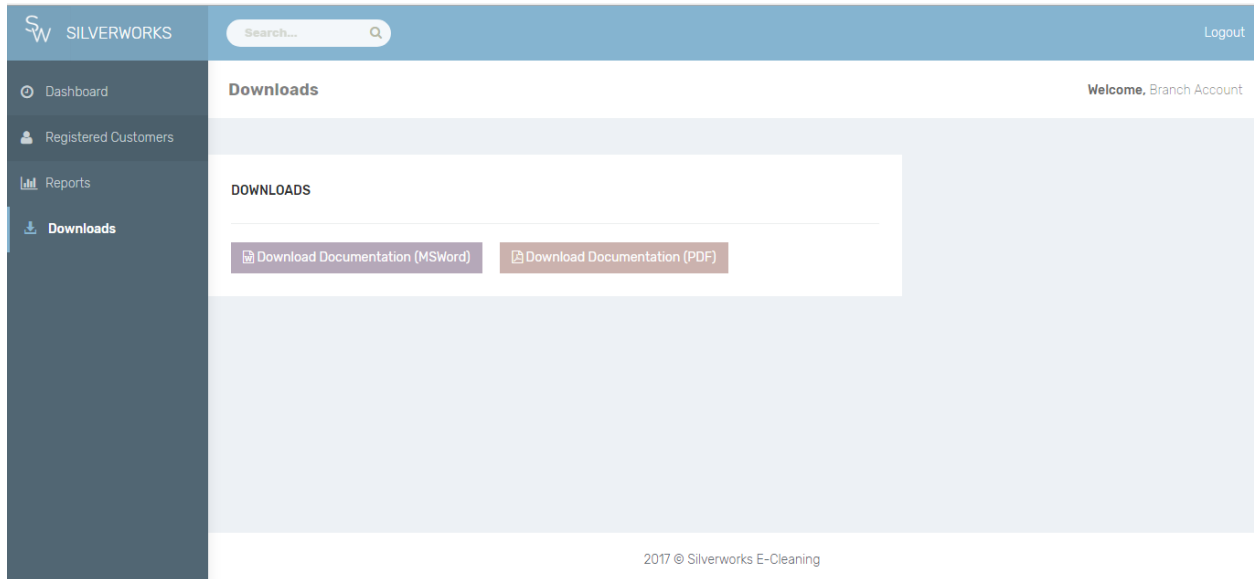 SW SILVERWORKS
Search...
Logout
Dashboard
Registered Customers
Reports
Downloads
Downloads
Welcome, Branch Account
DOWNLOADS
Download Documentation (MSWord)
Download Documentation (PDF)
2017 © Silverworks E-Cleaning